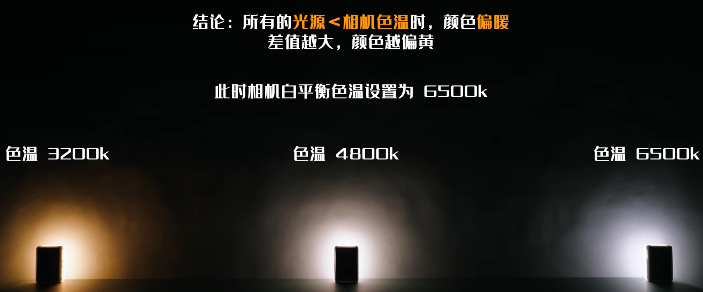 结论：所有的光源＜相机色温时，颜色偏暖
差值越大，颜色越偏黄
此时相机白平衡色温设置为 6500k
色温 3200k
色温 4800k
色温 6500k